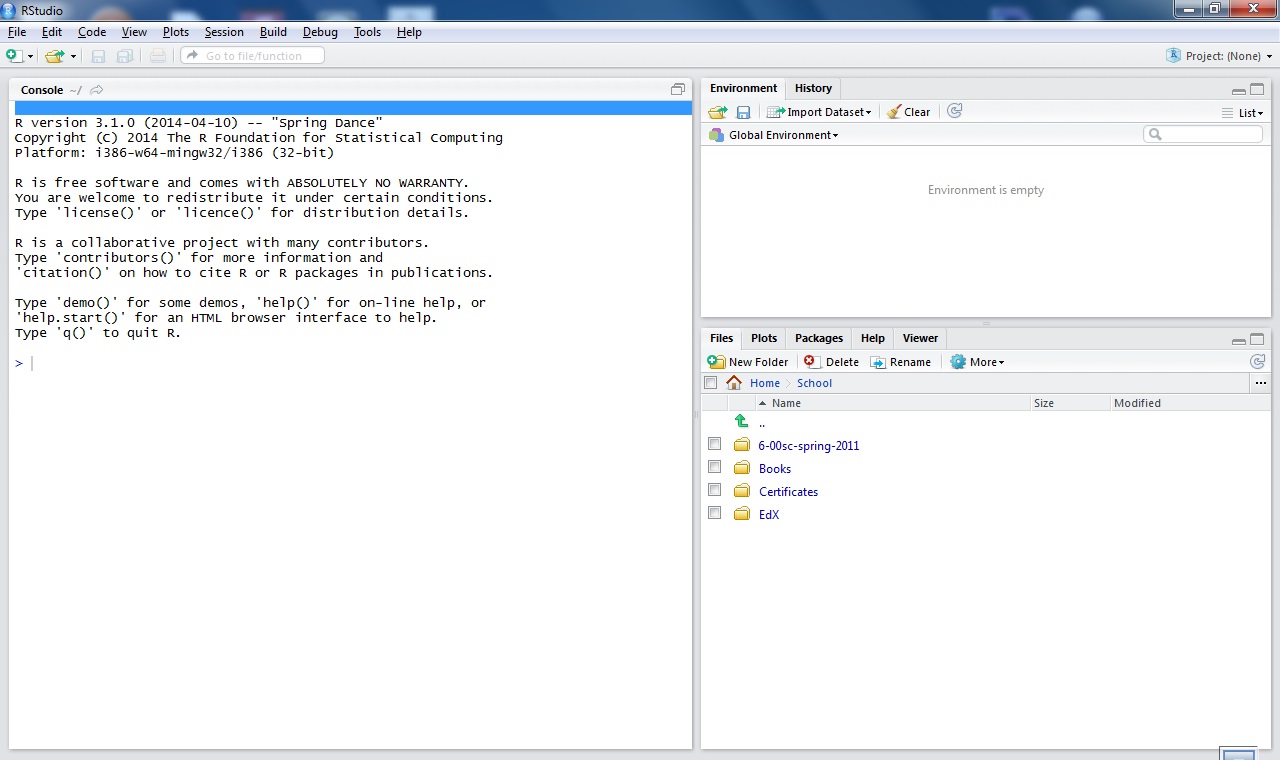 RStudio
File Edit Code View Plots Session Build Debug Tools Help
Go to file/function Project: (None)
Console ~/
R version 3.1.0 (2014-04-10) -- "Spring Dance"
Copyright (C) 2014 The R Foundation for Statistical Computing
Platform: i386-w64-mingw32/i386 (32-bit)
R is free software and comes with ABSOLUTELY NO WARRANTY.
You are welcome to redistribute it under certain conditions.
Type 'license()' or 'licence()' for distribution details.
R is a collaborative project with many contributors.
Type 'contributors()' for more information and
'citation()' on how to cite R or R packages in publications.
Type 'demo()' for some demos, 'help()' for on-line help, or
'help.start()' for an HTML browser interface to help.
Type 'q()' to quit R.
>
Environment History
Import Dataset Clear List
Global Environment
Environment is empty
Files Plots Packages Help Viewer
New Folder Delete Rename More
Home School ...
Name Size Modified
..
6-00sc-spring-2011
Books
Certificates
EdX